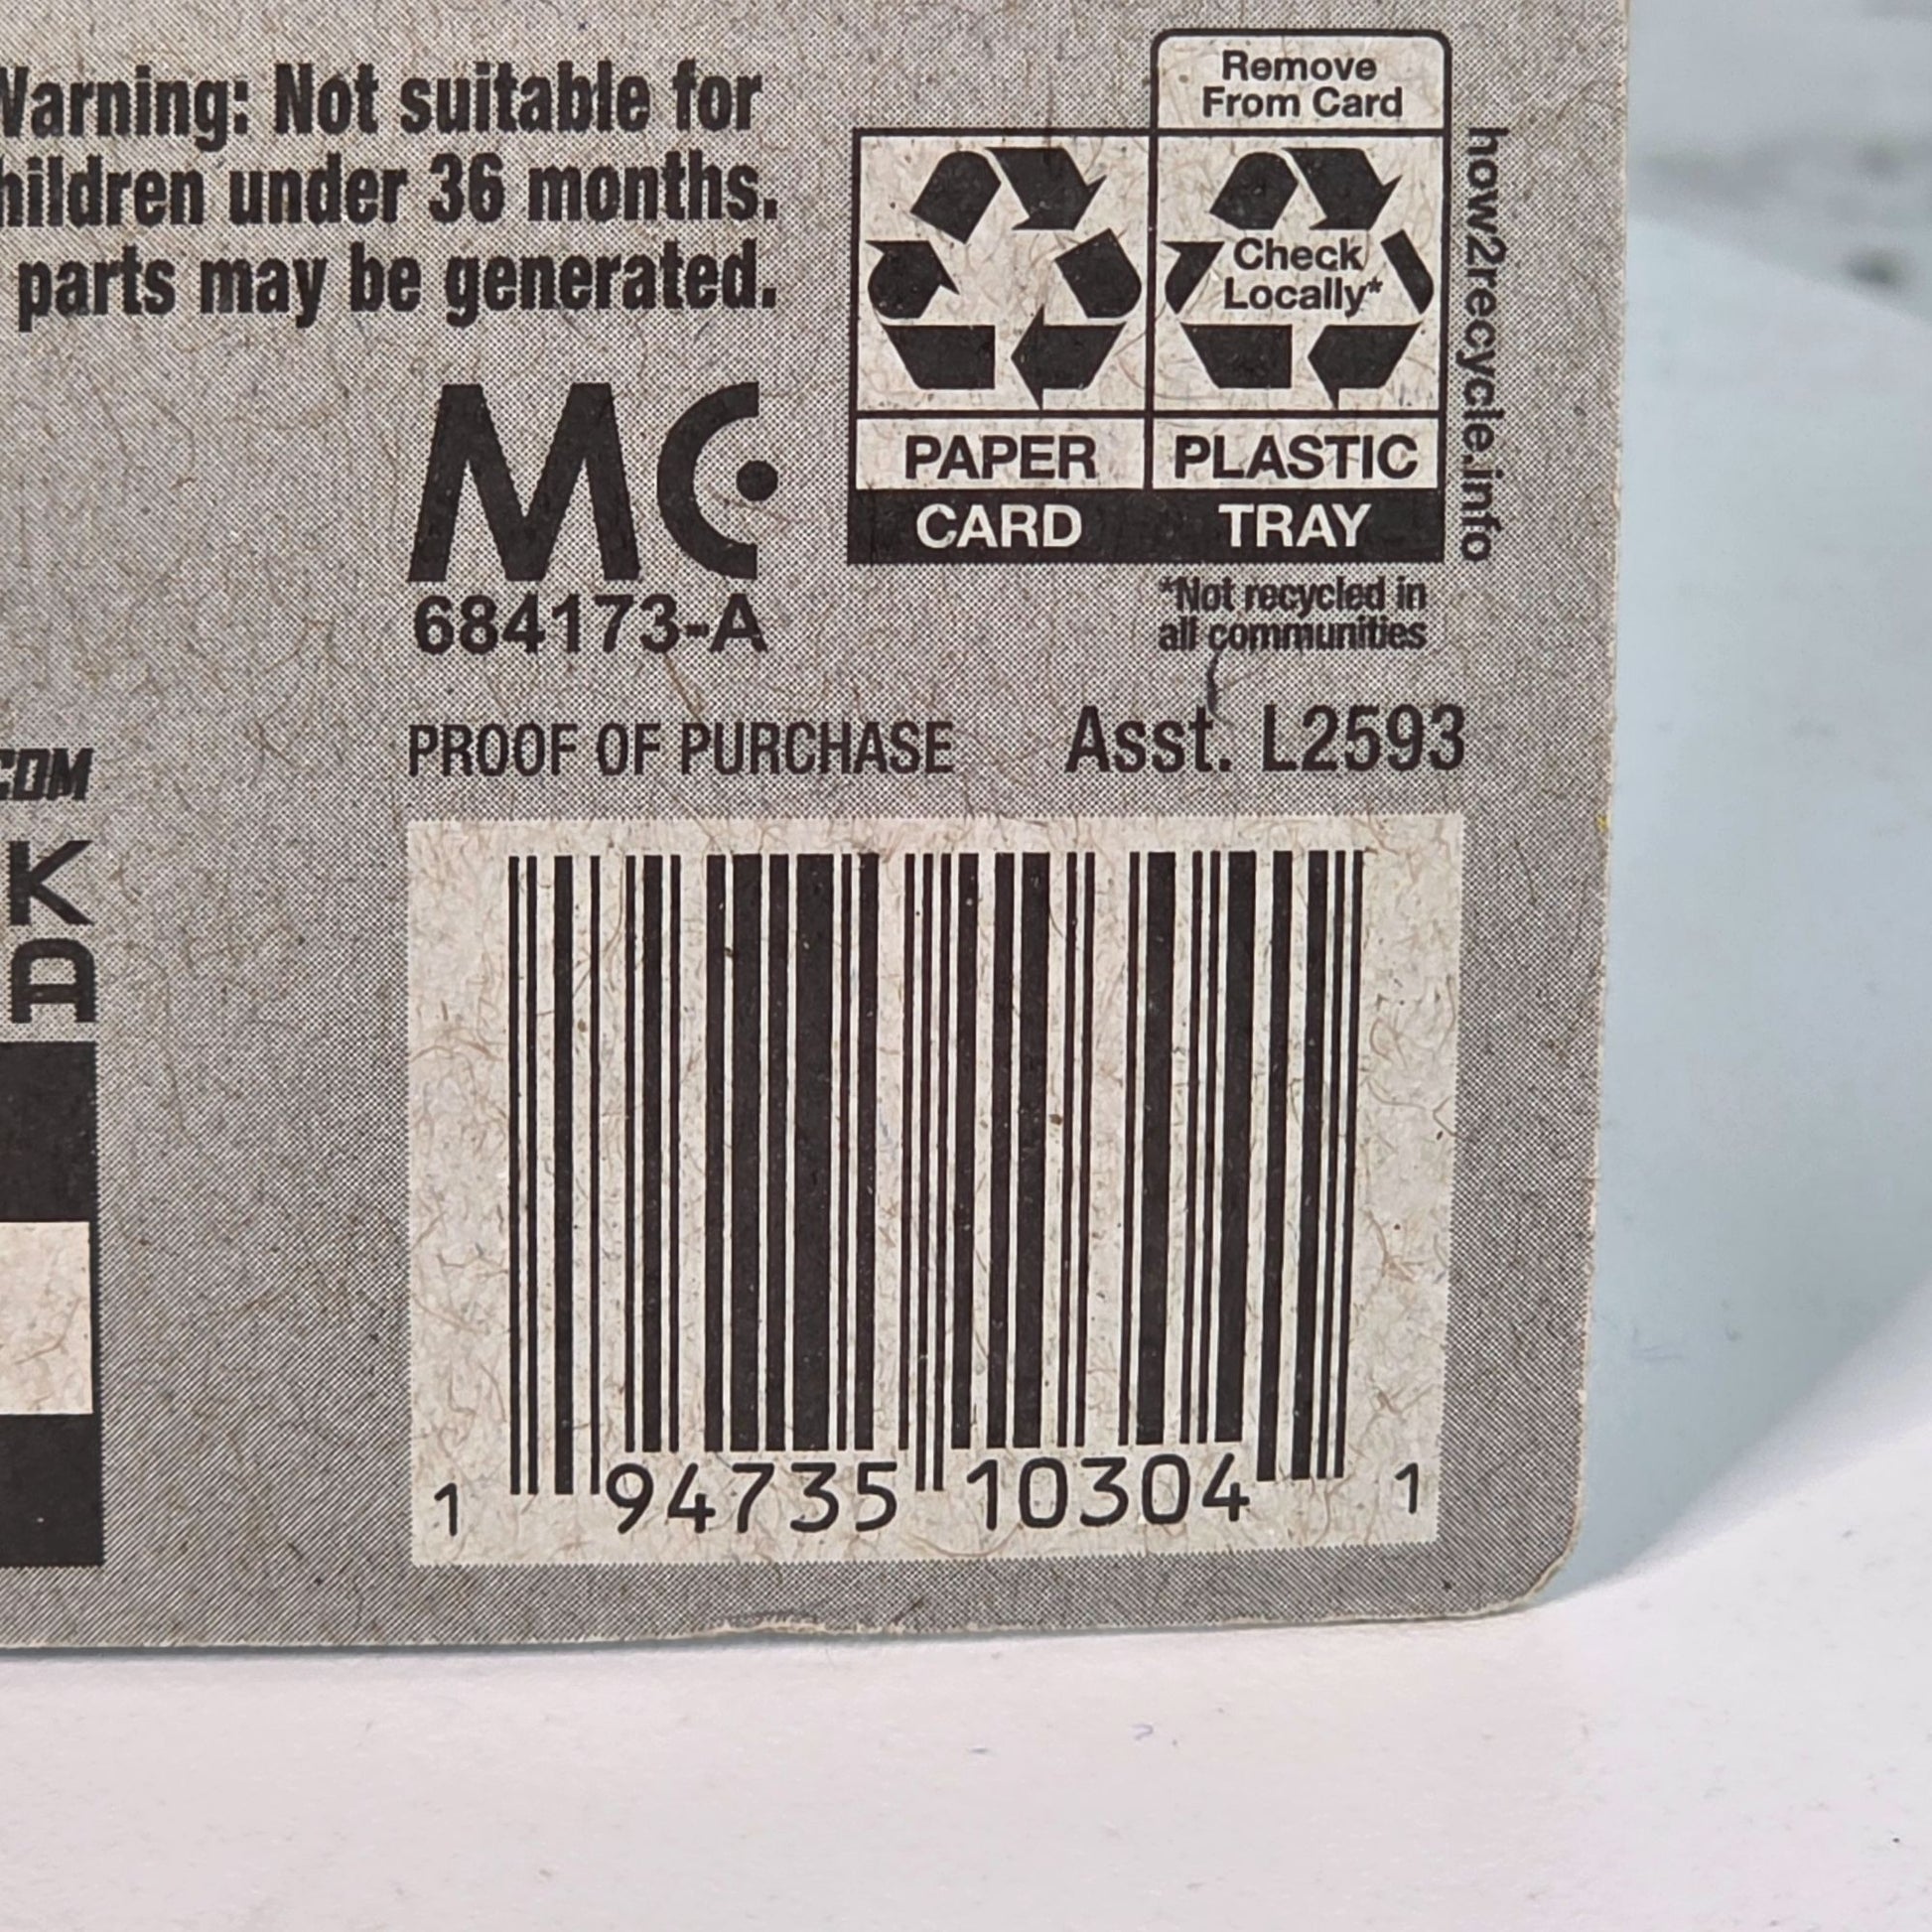 Warning: Not suitable for
children under 36 months.
parts may be generated.
Remove
From Card
Check
Locally*
PAPER
PLASTIC
CARD
TRAY
how2recycle.info
*Not recycled in
all communities
MC
684173-A
PROOF OF PURCHASE
Asst. L2593
.COM
K
A
1 94735 10304 1